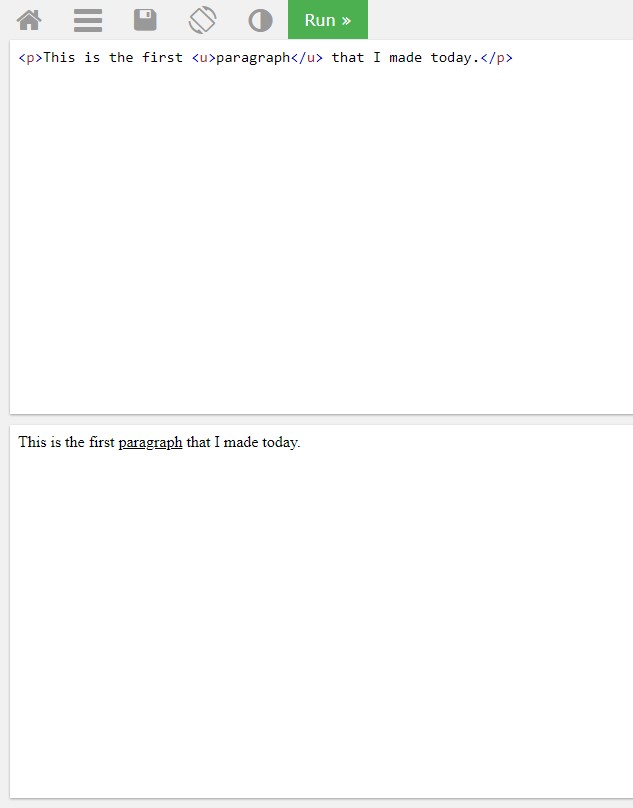 Run »
<p>This is the first <u>paragraph</u> that I made today.</p>
This is the first paragraph that I made today.